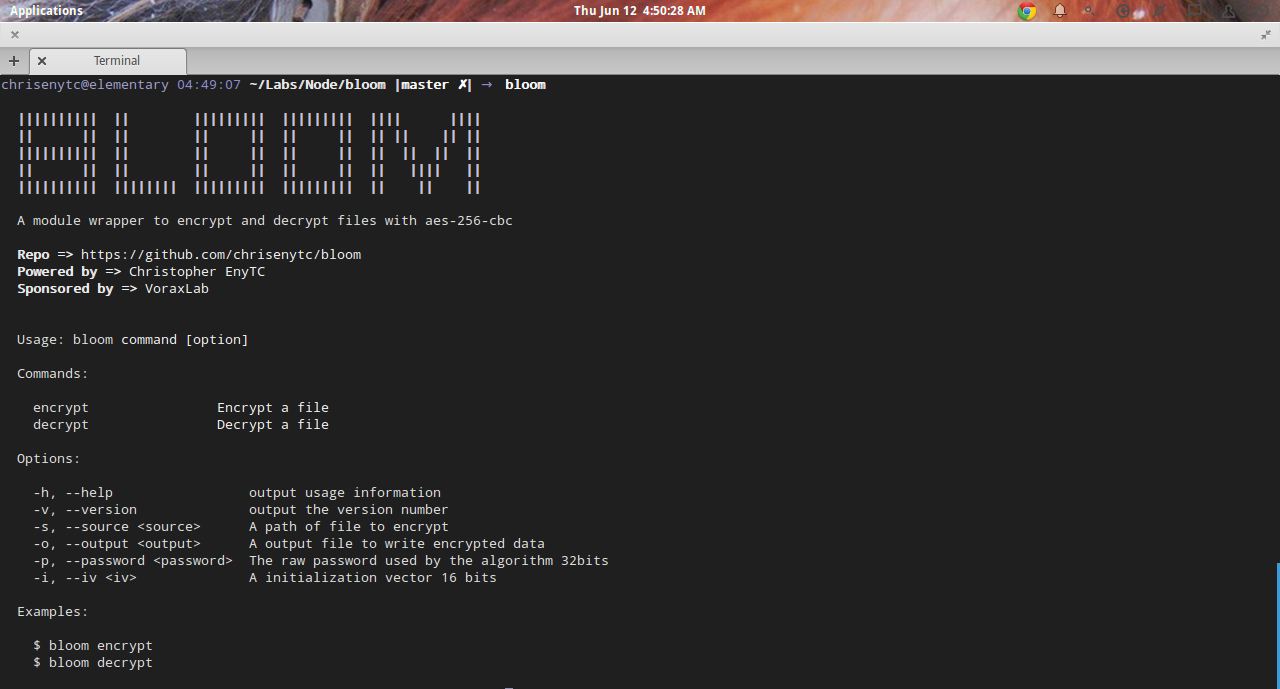 Applications
Thu Jun 12 4:50:28 AM
Terminal
chrisenytc@elementary 04:49:07 ~/Labs/Node/bloom |master ✗| → bloom
BLOOM
A module wrapper to encrypt and decrypt files with aes-256-cbc
Repo => https://github.com/chrisenytc/bloom
Powered by => Christopher EnyTC
Sponsored by => VoraxLab
Usage: bloom command [option]
Commands:
encrypt Encrypt a file
decrypt Decrypt a file
Options:
-h, --help output usage information
-v, --version output the version number
-s, --source <source> A path of file to encrypt
-o, --output <output> A output file to write encrypted data
-p, --password <password> The raw password used by the algorithm 32bits
-i, --iv <iv> A initialization vector 16 bits
Examples:
$ bloom encrypt
$ bloom decrypt